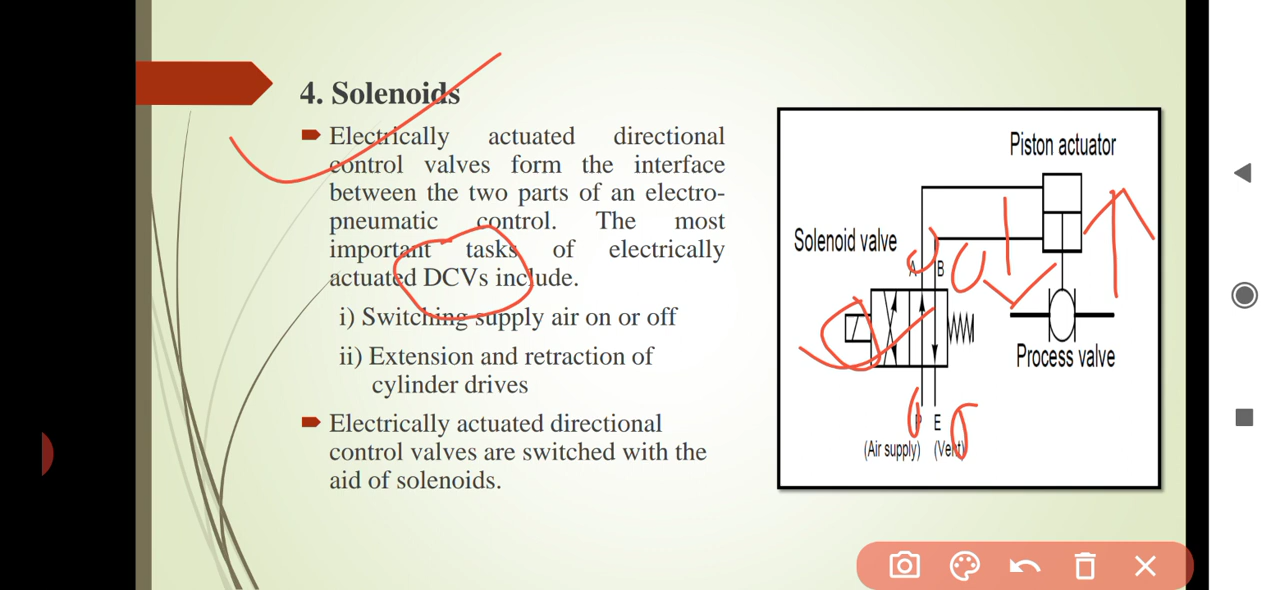 4. Solenoids
Electrically actuated directional
control valves form the interface
between the two parts of an electro-
pneumatic control. The most
important tasks of electrically
actuated DCVs include.
i) Switching supply air on or off
ii) Extension and retraction of
cylinder drives
Electrically actuated directional
control valves are switched with the
aid of solenoids.
Piston actuator
Solenoid valve
A B
Process valve
P E
(Air supply) (Vent)